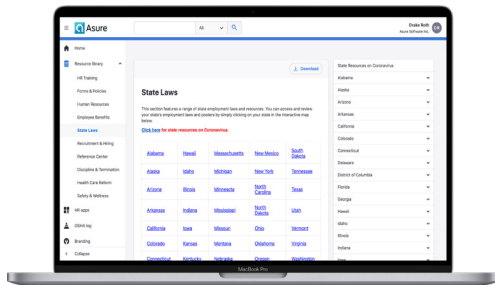 Asure
All
Drake Roth
Asure Software Inc.
Home
Resource library
HR Training
Forms & Policies
Human Resources
Employee Benefits
State Laws
Recruitment & Hiring
Reference Center
Discipline & Termination
Health Care Reform
Safety & Wellness
HR apps
OSHA log
Branding
Collapse
Download
State Laws
This section features a range of state employment laws and resources. You can access and review
your state's employment laws and posters by simply clicking on your state in the interactive map
below.
Click here for state resources on Coronavirus.
Alabama Hawaii Massachusetts New Mexico South Dakota
Alaska Idaho Michigan New York Tennessee
Arizona Illinois Minnesota North Carolina Texas
Arkansas Indiana Mississippi North Dakota Utah
California Iowa Missouri Ohio Vermont
Colorado Kansas Montana Oklahoma Virginia
Connecticut Kentucky Nebraska Oregon Washington
State Resources on Coronavirus
Alabama
Alaska
Arizona
Arkansas
California
Colorado
Connecticut
Delaware
District of Columbia
Florida
Georgia
Hawaii
Idaho
Illinois
Indiana
Iowa
MacBook Pro